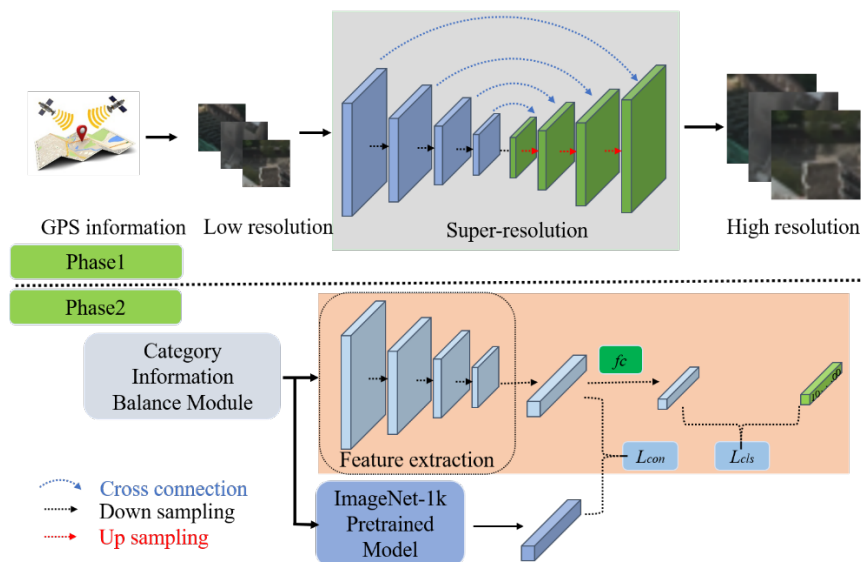 GPS information
Low resolution
Super-resolution
High resolution
Phase1
Phase2
Category
Information
Balance Module
Feature extraction
fc
Lcon
Lcls
ImageNet-1k
Pretrained
Model
Cross connection
Down sampling
Up sampling